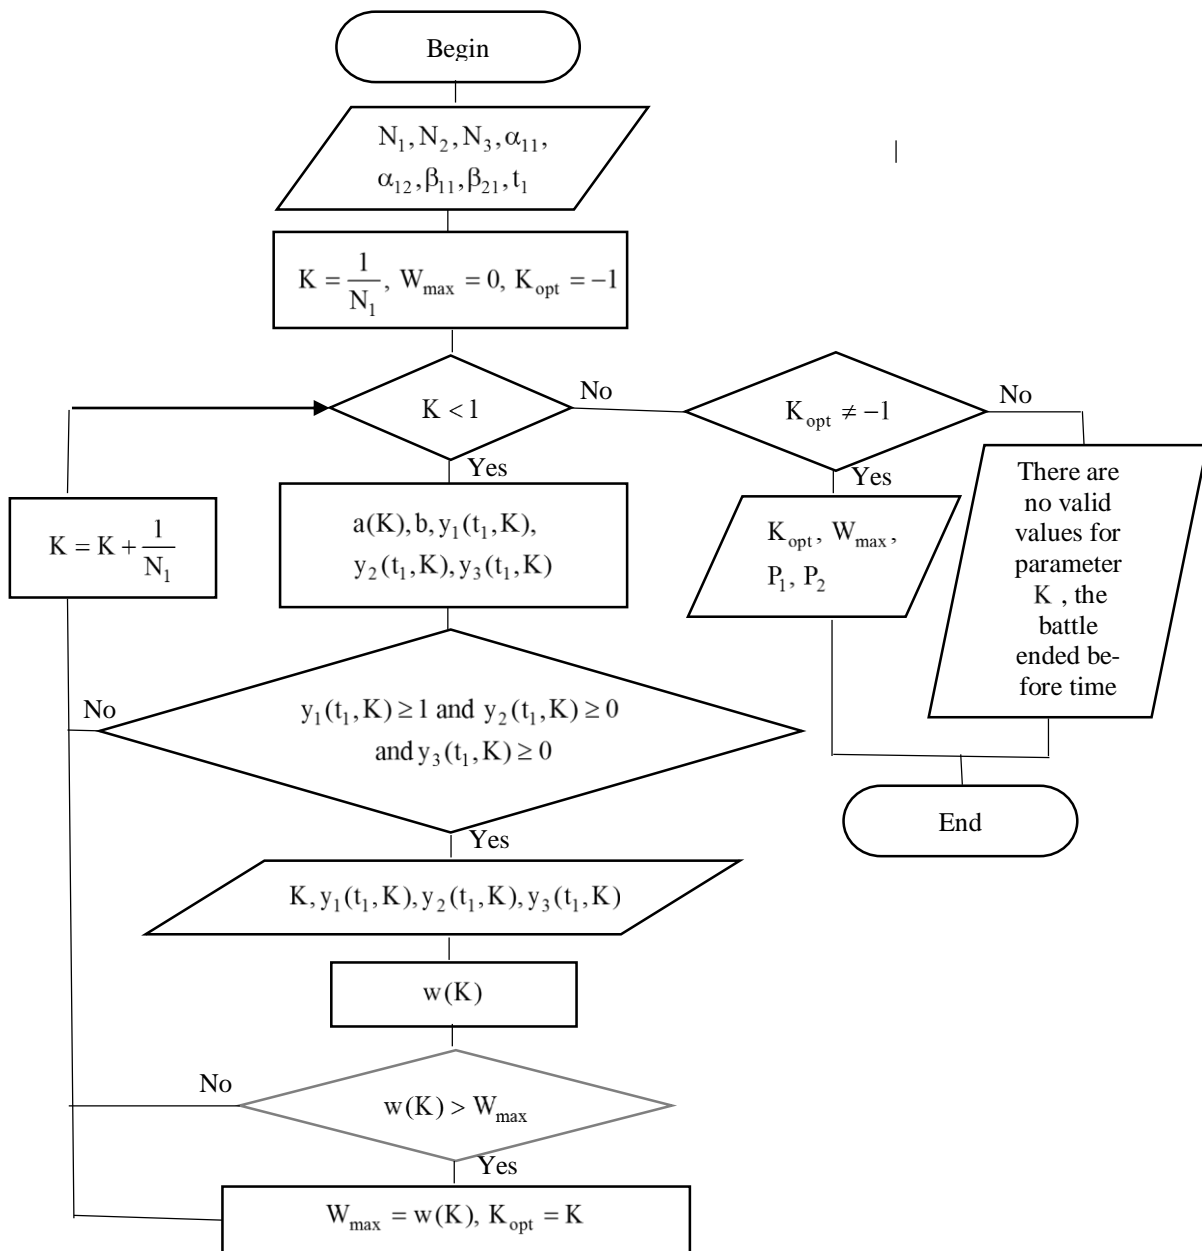 Begin
N₁, N₂, N₃, α₁₁,
α₁₂, β₁₁, β₂₁, t₁
K = 1/N₁, W_max = 0, K_opt = −1
K < 1
No
Yes
K_opt ≠ −1
No
Yes
K = K + 1/N₁
a(K), b, y₁(t₁, K),
y₂(t₁, K), y₃(t₁, K)
K_opt, W_max,
P₁, P₂
There are
no valid
values for
parameter
K , the
battle
ended be-
fore time
No
y₁(t₁, K) ≥ 1 and y₂(t₁, K) ≥ 0
and y₃(t₁, K) ≥ 0
Yes
End
K, y₁(t₁, K), y₂(t₁, K), y₃(t₁, K)
w(K)
No
w(K) > W_max
Yes
W_max = w(K), K_opt = K